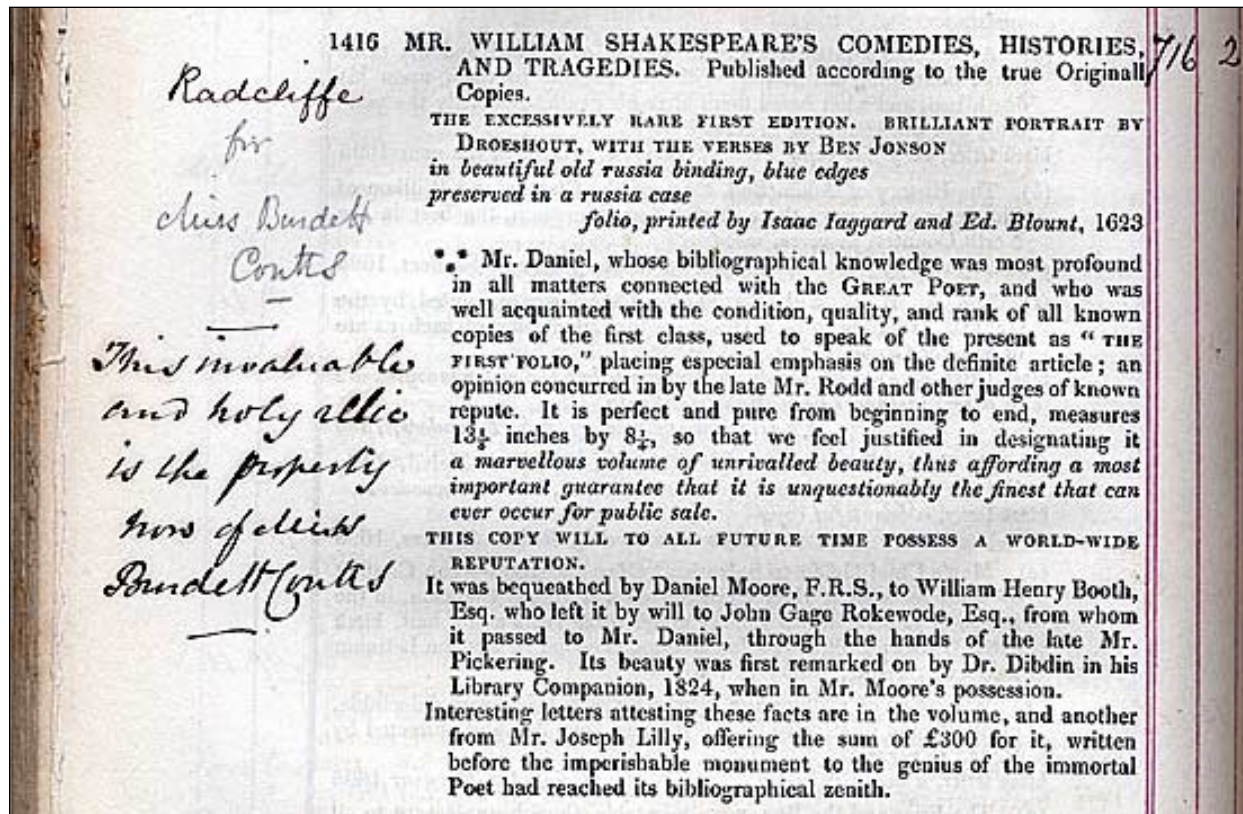 1416 MR. WILLIAM SHAKESPEARE'S COMEDIES, HISTORIES, 716 2
AND TRAGEDIES. Published according to the true Originall
Copies.
THE EXCESSIVELY RARE FIRST EDITION. BRILLIANT PORTRAIT BY
DROESHOUT, WITH THE VERSES BY BEN JONSON
in beautiful old russia binding, blue edges
preserved in a russia case
folio, printed by Isaac Iaggard and Ed. Blount, 1623
*.* Mr. Daniel, whose bibliographical knowledge was most profound
in all matters connected with the GREAT POET, and who was
well acquainted with the condition, quality, and rank of all known
copies of the first class, used to speak of the present as "THE
FIRST FOLIO," placing especial emphasis on the definite article; an
opinion concurred in by the late Mr. Rodd and other judges of known
repute. It is perfect and pure from beginning to end, measures
inches by so that we feel justified in designating it
a marvellous volume of unrivalled beauty, thus affording a most
important guarantee that it is unquestionably the finest that can
ever occur for public sale.
THIS COPY WILL TO ALL FUTURE TIME POSSESS A WORLD-WIDE
REPUTATION.
It was bequeathed by Daniel Moore, F.R.S., to William Henry Booth,
Esq. who left it by will to John Gage Rokewode, Esq., from whom
it passed to Mr. Daniel, through the hands of the late Mr.
Pickering. Its beauty was first remarked on by Dr. Dibdin in his
Library Companion, 1824, when in Mr. Moore's possession.
Interesting letters attesting these facts are in the volume, and another
from Mr. Joseph Lilly, offering the sum of £300 for it, written
before the imperishable monument to the genius of the immortal
Poet had reached its bibliographical zenith.
Radcliffe
for
Miss Burdett
Coutts
This invaluable
and holy relic
is the property
now of Miss
Burdett Coutts